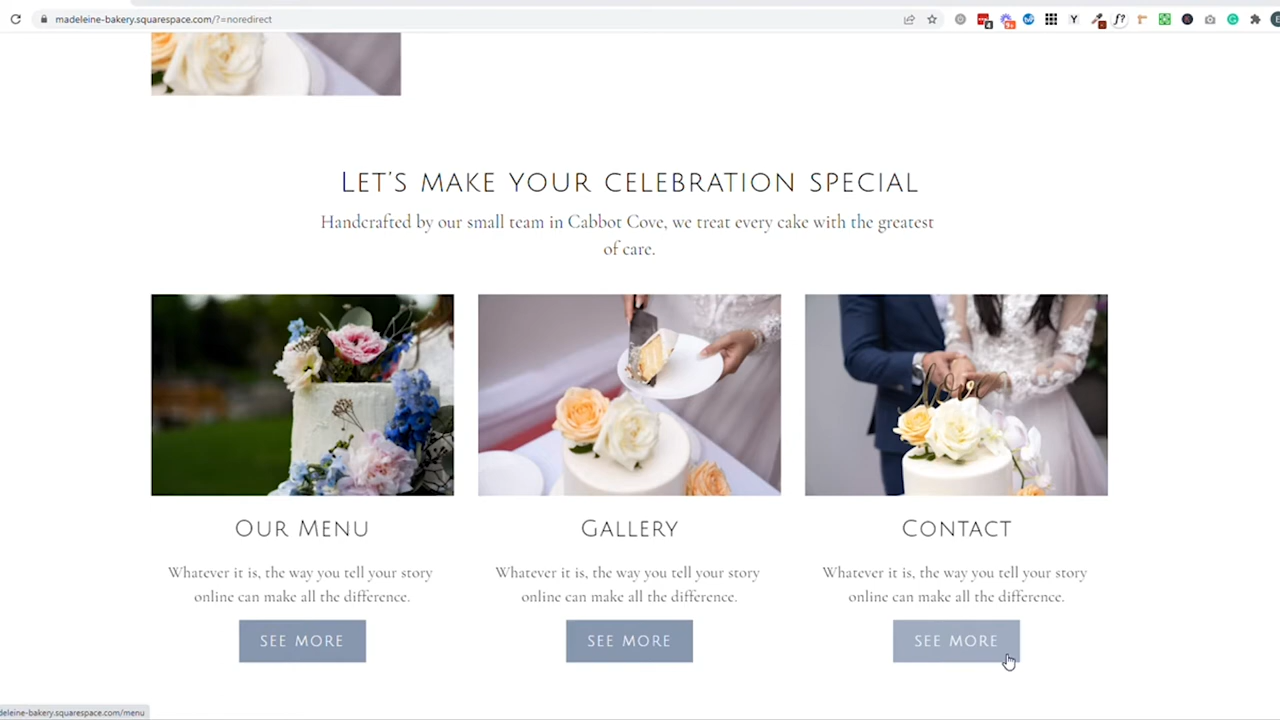 madeleine-bakery.squarespace.com/?=noredirect
LET'S MAKE YOUR CELEBRATION SPECIAL
Handcrafted by our small team in Cabbot Cove, we treat every cake with the greatest
of care.
OUR MENU
GALLERY
CONTACT
Whatever it is, the way you tell your story
online can make all the difference.
Whatever it is, the way you tell your story
online can make all the difference.
Whatever it is, the way you tell your story
online can make all the difference.
SEE MORE
SEE MORE
SEE MORE
deleine-bakery.squarespace.com/menu